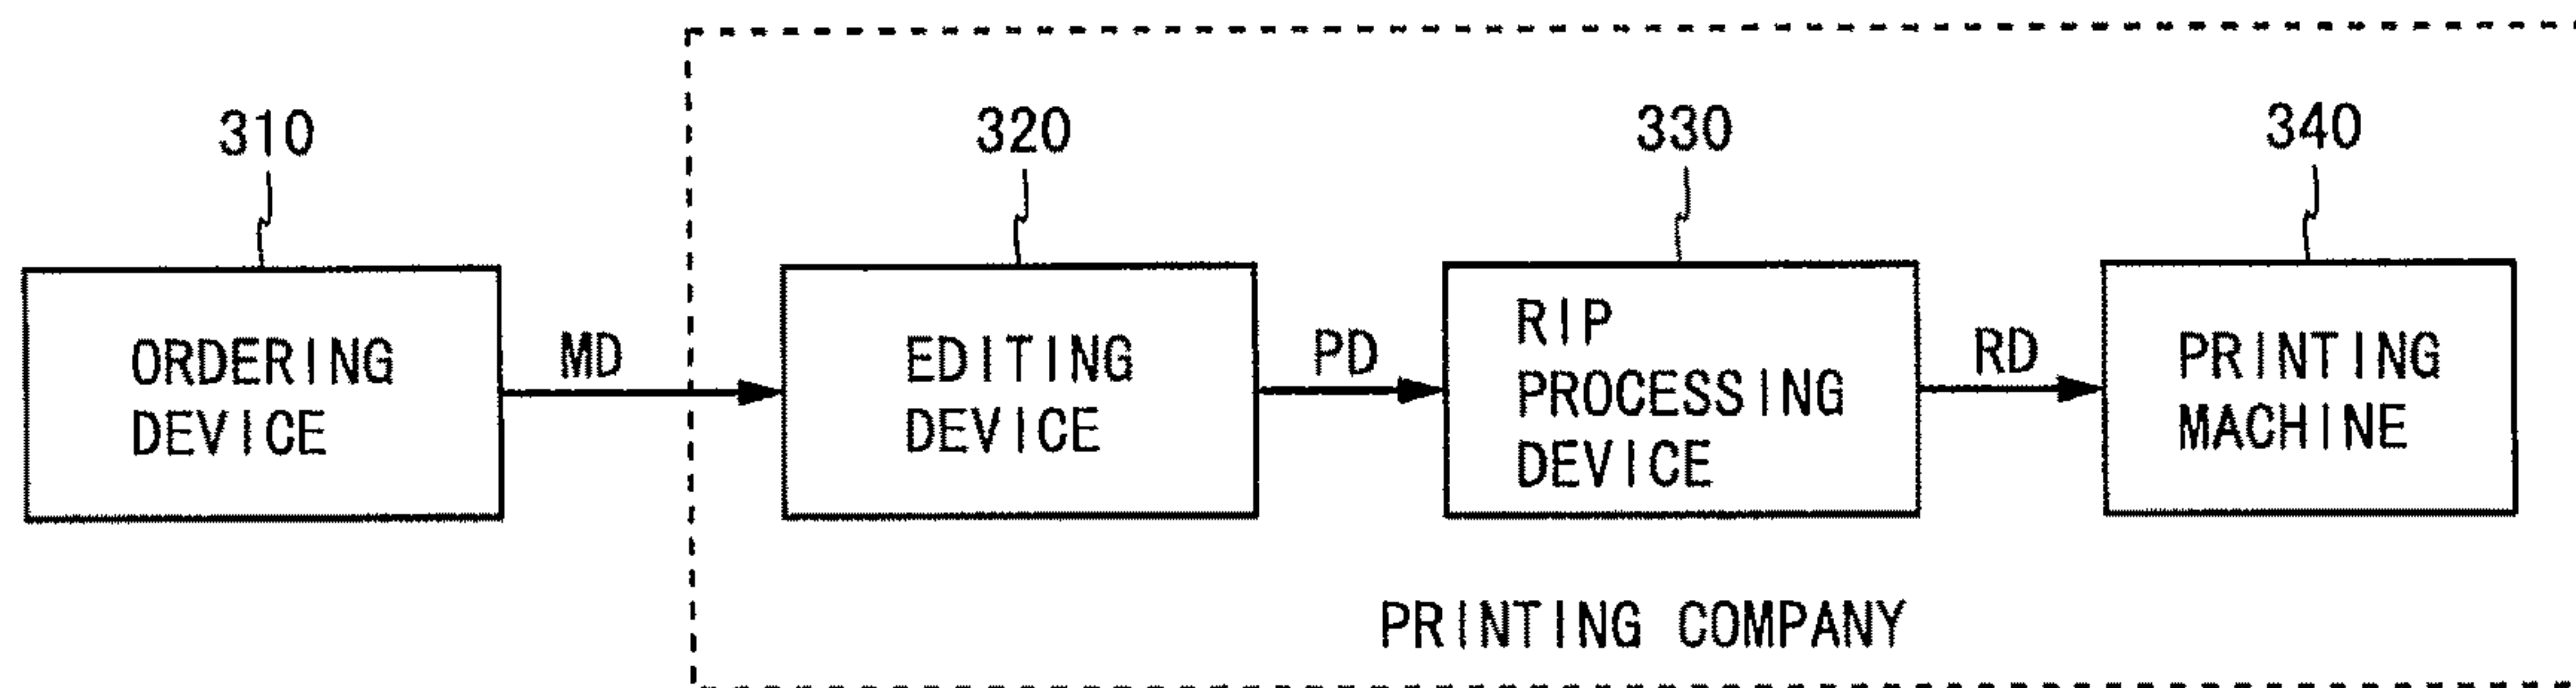 310
320
330
340
ORDERING
DEVICE
MD
EDITING
DEVICE
PD
RIP
PROCESSING
DEVICE
RD
PRINTING
MACHINE
PRINTING COMPANY